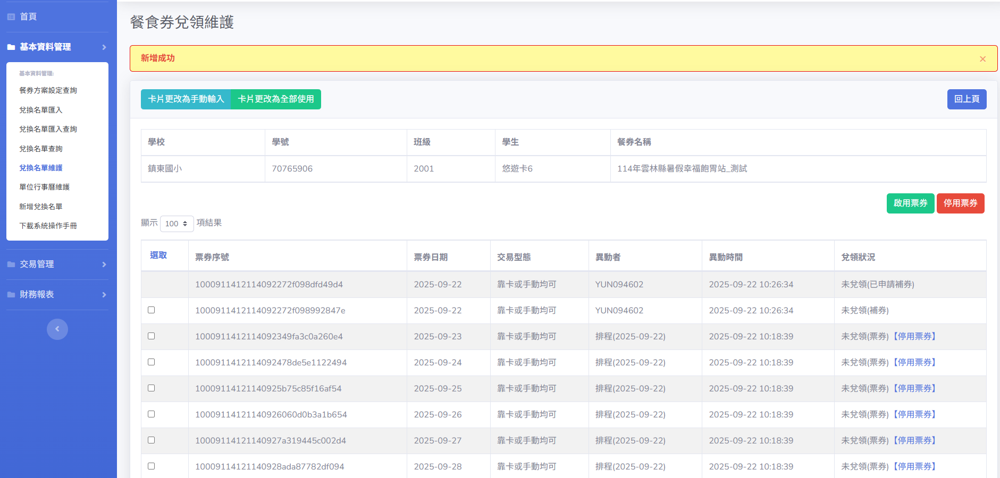 首頁
基本資料管理
基本資料管理:
餐券方案設定查詢
兌換名單匯入
兌換名單匯入查詢
兌換名單查詢
兌換名單維護
單位行事曆維護
新增兌換名單
下載系統操作手冊
交易管理
財務報表
餐食券兌領維護
新增成功 ×
卡片更改為手動輸入 卡片更改為全部使用 回上頁
學校 學號 班級 學生 餐券名稱
鎮東國小 70765906 2001 悠遊卡6 114年雲林縣暑假幸福飽胃站_測試
啟用票券 停用票券
顯示 100 項結果
選取 票券序號 票券日期 交易型態 異動者 異動時間 兌領狀況
1000911412114092272f098dfd49d4 2025-09-22 靠卡或手動均可 YUN094602 2025-09-22 10:26:34 未兌領(已申請補券)
1000911412114092272f098992847e 2025-09-22 靠卡或手動均可 YUN094602 2025-09-22 10:26:34 未兌領(補券)
1000911412114092349fa3c0a260e4 2025-09-23 靠卡或手動均可 排程(2025-09-22) 2025-09-22 10:18:39 未兌領(票券)【停用票券】
1000911412114092478de5e1122494 2025-09-24 靠卡或手動均可 排程(2025-09-22) 2025-09-22 10:18:39 未兌領(票券)【停用票券】
10009114121140925b75c85f16af54 2025-09-25 靠卡或手動均可 排程(2025-09-22) 2025-09-22 10:18:39 未兌領(票券)【停用票券】
10009114121140926060d0b3a1b654 2025-09-26 靠卡或手動均可 排程(2025-09-22) 2025-09-22 10:18:39 未兌領(票券)【停用票券】
10009114121140927a319445c002d4 2025-09-27 靠卡或手動均可 排程(2025-09-22) 2025-09-22 10:18:39 未兌領(票券)【停用票券】
10009114121140928ada87782df094 2025-09-28 靠卡或手動均可 排程(2025-09-22) 2025-09-22 10:18:39 未兌領(票券)【停用票券】